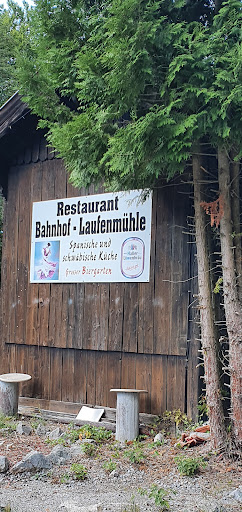 Restaurant
Bahnhof - Laufenmühle
Spanische und
schwäbische Küche
großer Biergarten